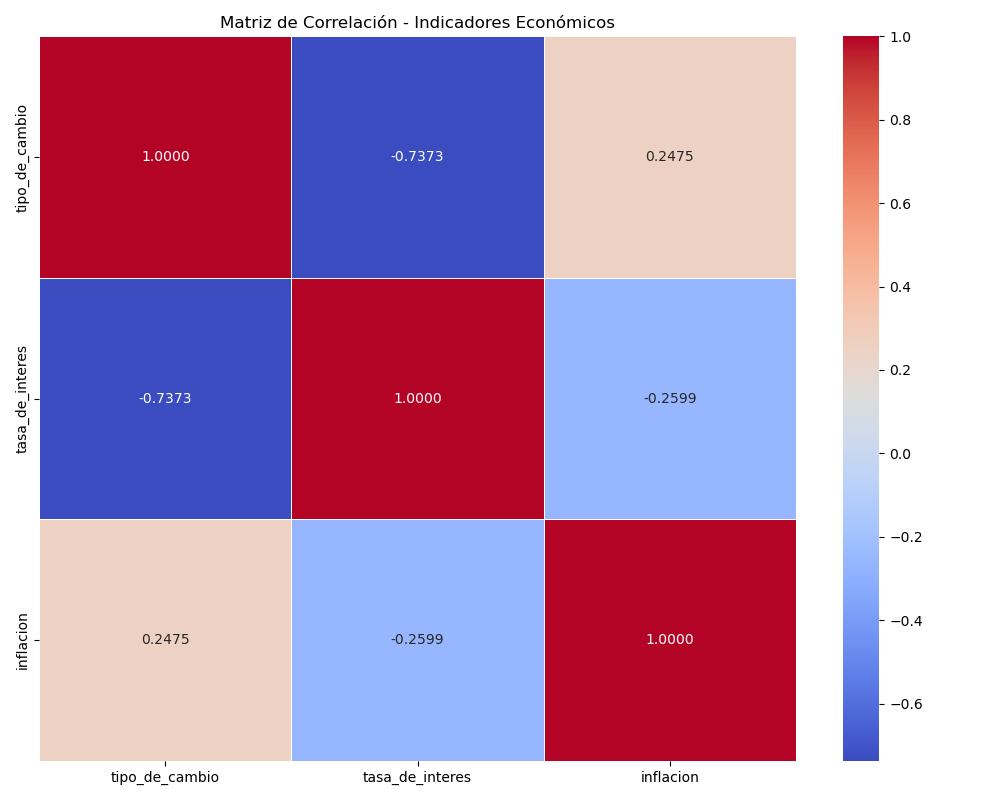 Matriz de Correlación - Indicadores Económicos
tipo_de_cambio
1.0000
-0.7373
0.2475
tasa_de_interes
-0.7373
1.0000
-0.2599
inflacion
0.2475
-0.2599
1.0000
tipo_de_cambio
tasa_de_interes
inflacion
1.0
0.8
0.6
0.4
0.2
0.0
−0.2
−0.4
−0.6